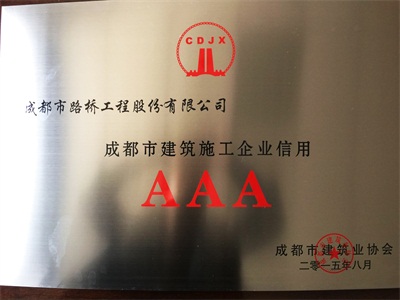 CDJX
成都市路桥工程股份有限公司
成都市建筑施工企业信用
AAA
成都市建筑业协会
二〇一五年八月